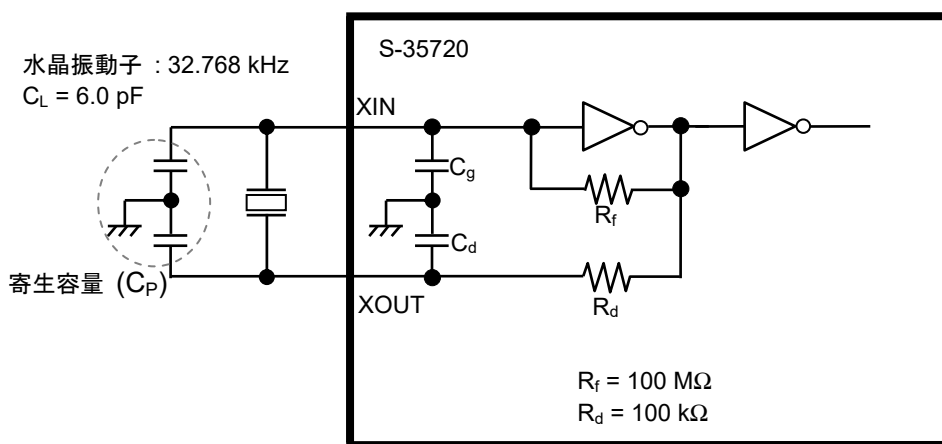 S-35720
水晶振動子 : 32.768 kHz
CL = 6.0 pF
XIN
Cg
Rf
Cd
寄生容量 (CP)
XOUT
Rd
Rf = 100 MΩ
Rd = 100 kΩ